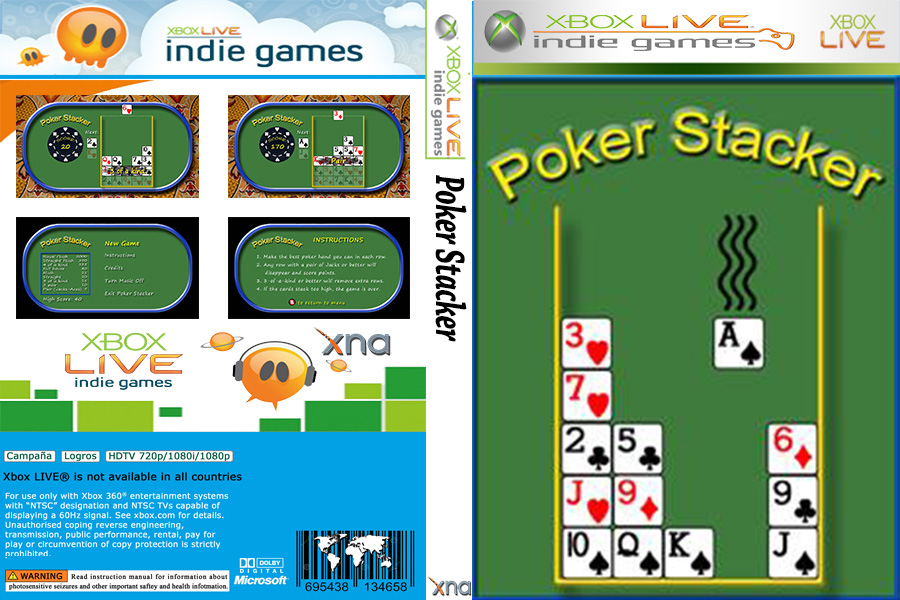 XBOX LIVE
indie games
Poker Stacker
SCORE
20
Next
Poker Stacker
170
Next
Pair
Poker Stacker
New Game
Instructions
Credits
Turn Music Off
Exit Poker Stacker
High Score: 40
Poker Stacker
INSTRUCTIONS
1. Make the best poker hand you can in each row.
2. Any row with a pair of Jacks or better will
disappear and score points.
3. 3-of-a-kind or better will remove extra rows.
4. If the cards stack too high, the game is over.
B to return to menu
XBOX
LIVE
indie games
xna
Campaña
Logros
HDTV 720p/1080i/1080p
Xbox LIVE® is not available in all countries
For use only with Xbox 360® entertainment systems
with “NTSC” designation and NTSC TVs capable of
displaying a 60Hz signal. See xbox.com for details.
Unauthorised coping reverse engineering,
transmission, public performance, rental, pay for
play or circumvention of copy protection is strictly
prohibited.
WARNING Read instruction manual for information about
photosensitive seizures and other important saftey and health infotmation.
DOLBY
DIGITAL
Microsoft
695438 134658
XBOX LIVE
indie games
Poker Stacker
xna
XBOX LIVE
indie games
XBOX
LIVE
Poker Stacker
3
A
7
2 5 6
J 9 9
10 Q K J